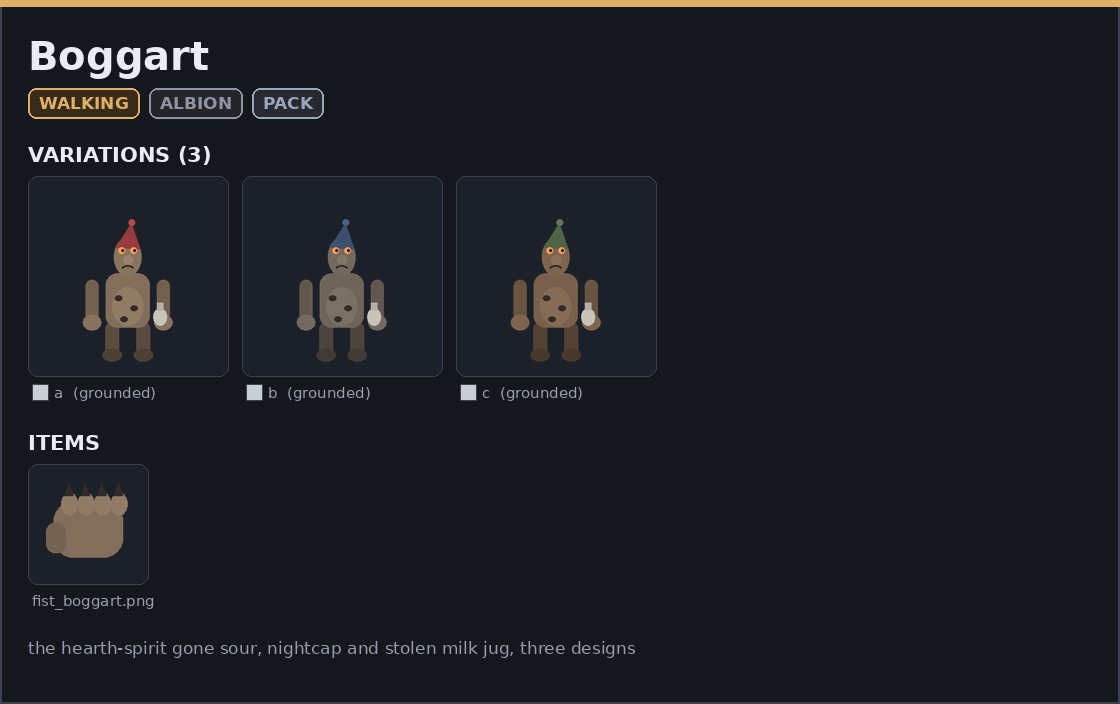 Boggart
WALKING ALBION PACK
VARIATIONS (3)
a (grounded) b (grounded) c (grounded)
ITEMS
fist_boggart.png
the hearth-spirit gone sour, nightcap and stolen milk jug, three designs